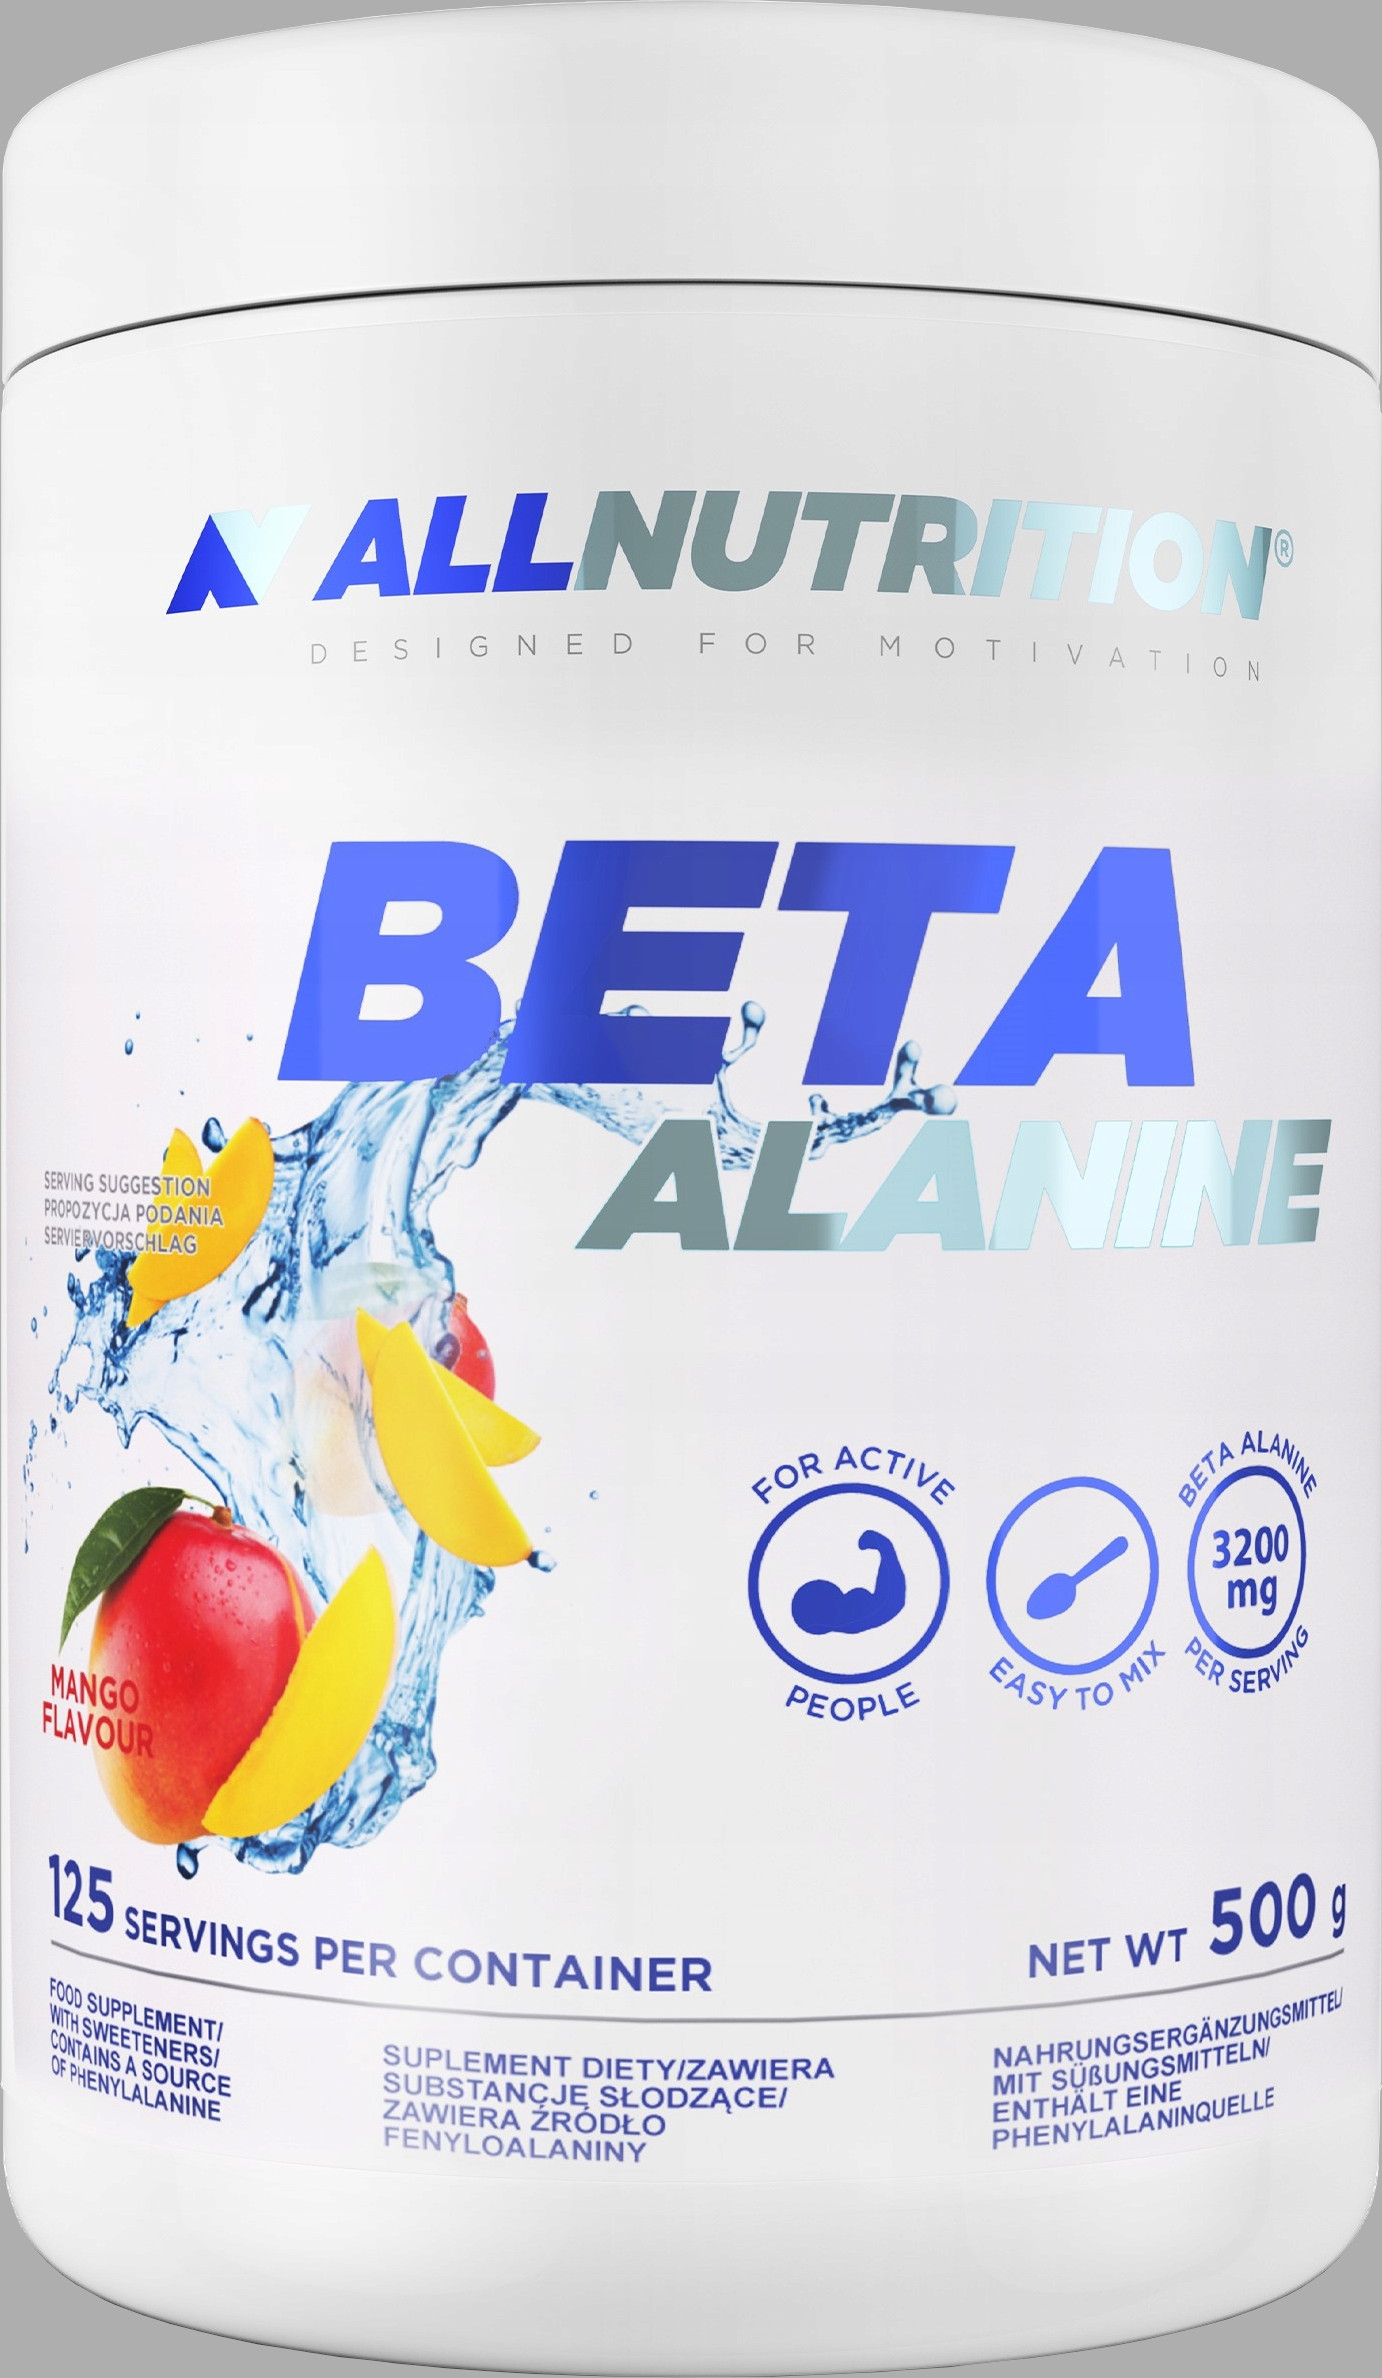 ALLNUTRITION®
DESIGNED FOR MOTIVATION
BETA
ALANINE
SERVING SUGGESTION
PROPOZYCJA PODANIA
SERVIERVORSCHLAG
FOR ACTIVE
PEOPLE
EASY TO MIX
BETA ALANINE
3200
mg
PER SERVING
MANGO
FLAVOUR
125 SERVINGS PER CONTAINER
NET WT 500 g
FOOD SUPPLEMENT/
WITH SWEETENERS/
CONTAINS A SOURCE
OF PHENYLALANINE
SUPLEMENT DIETY/ZAWIERA
SUBSTANCJE SŁODZĄCE/
ZAWIERA ŹRÓDŁO
FENYLOALANINY
NAHRUNGSERGÄNZUNGSMITTEL/
MIT SÜßUNGSMITTELN/
ENTHÄLT EINE
PHENYLALANINQUELLE